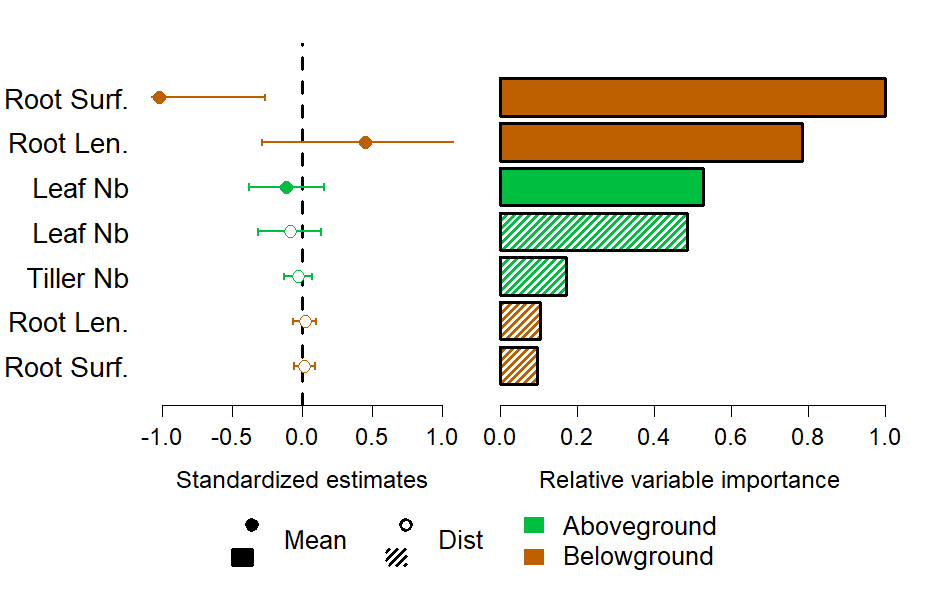 Root Surf.
Root Len.
Leaf Nb
Leaf Nb
Tiller Nb
Root Len.
Root Surf.
-1.0 -0.5 0.0 0.5 1.0 0.0 0.2 0.4 0.6 0.8 1.0
Standardized estimates Relative variable importance
Mean Dist Aboveground
Belowground